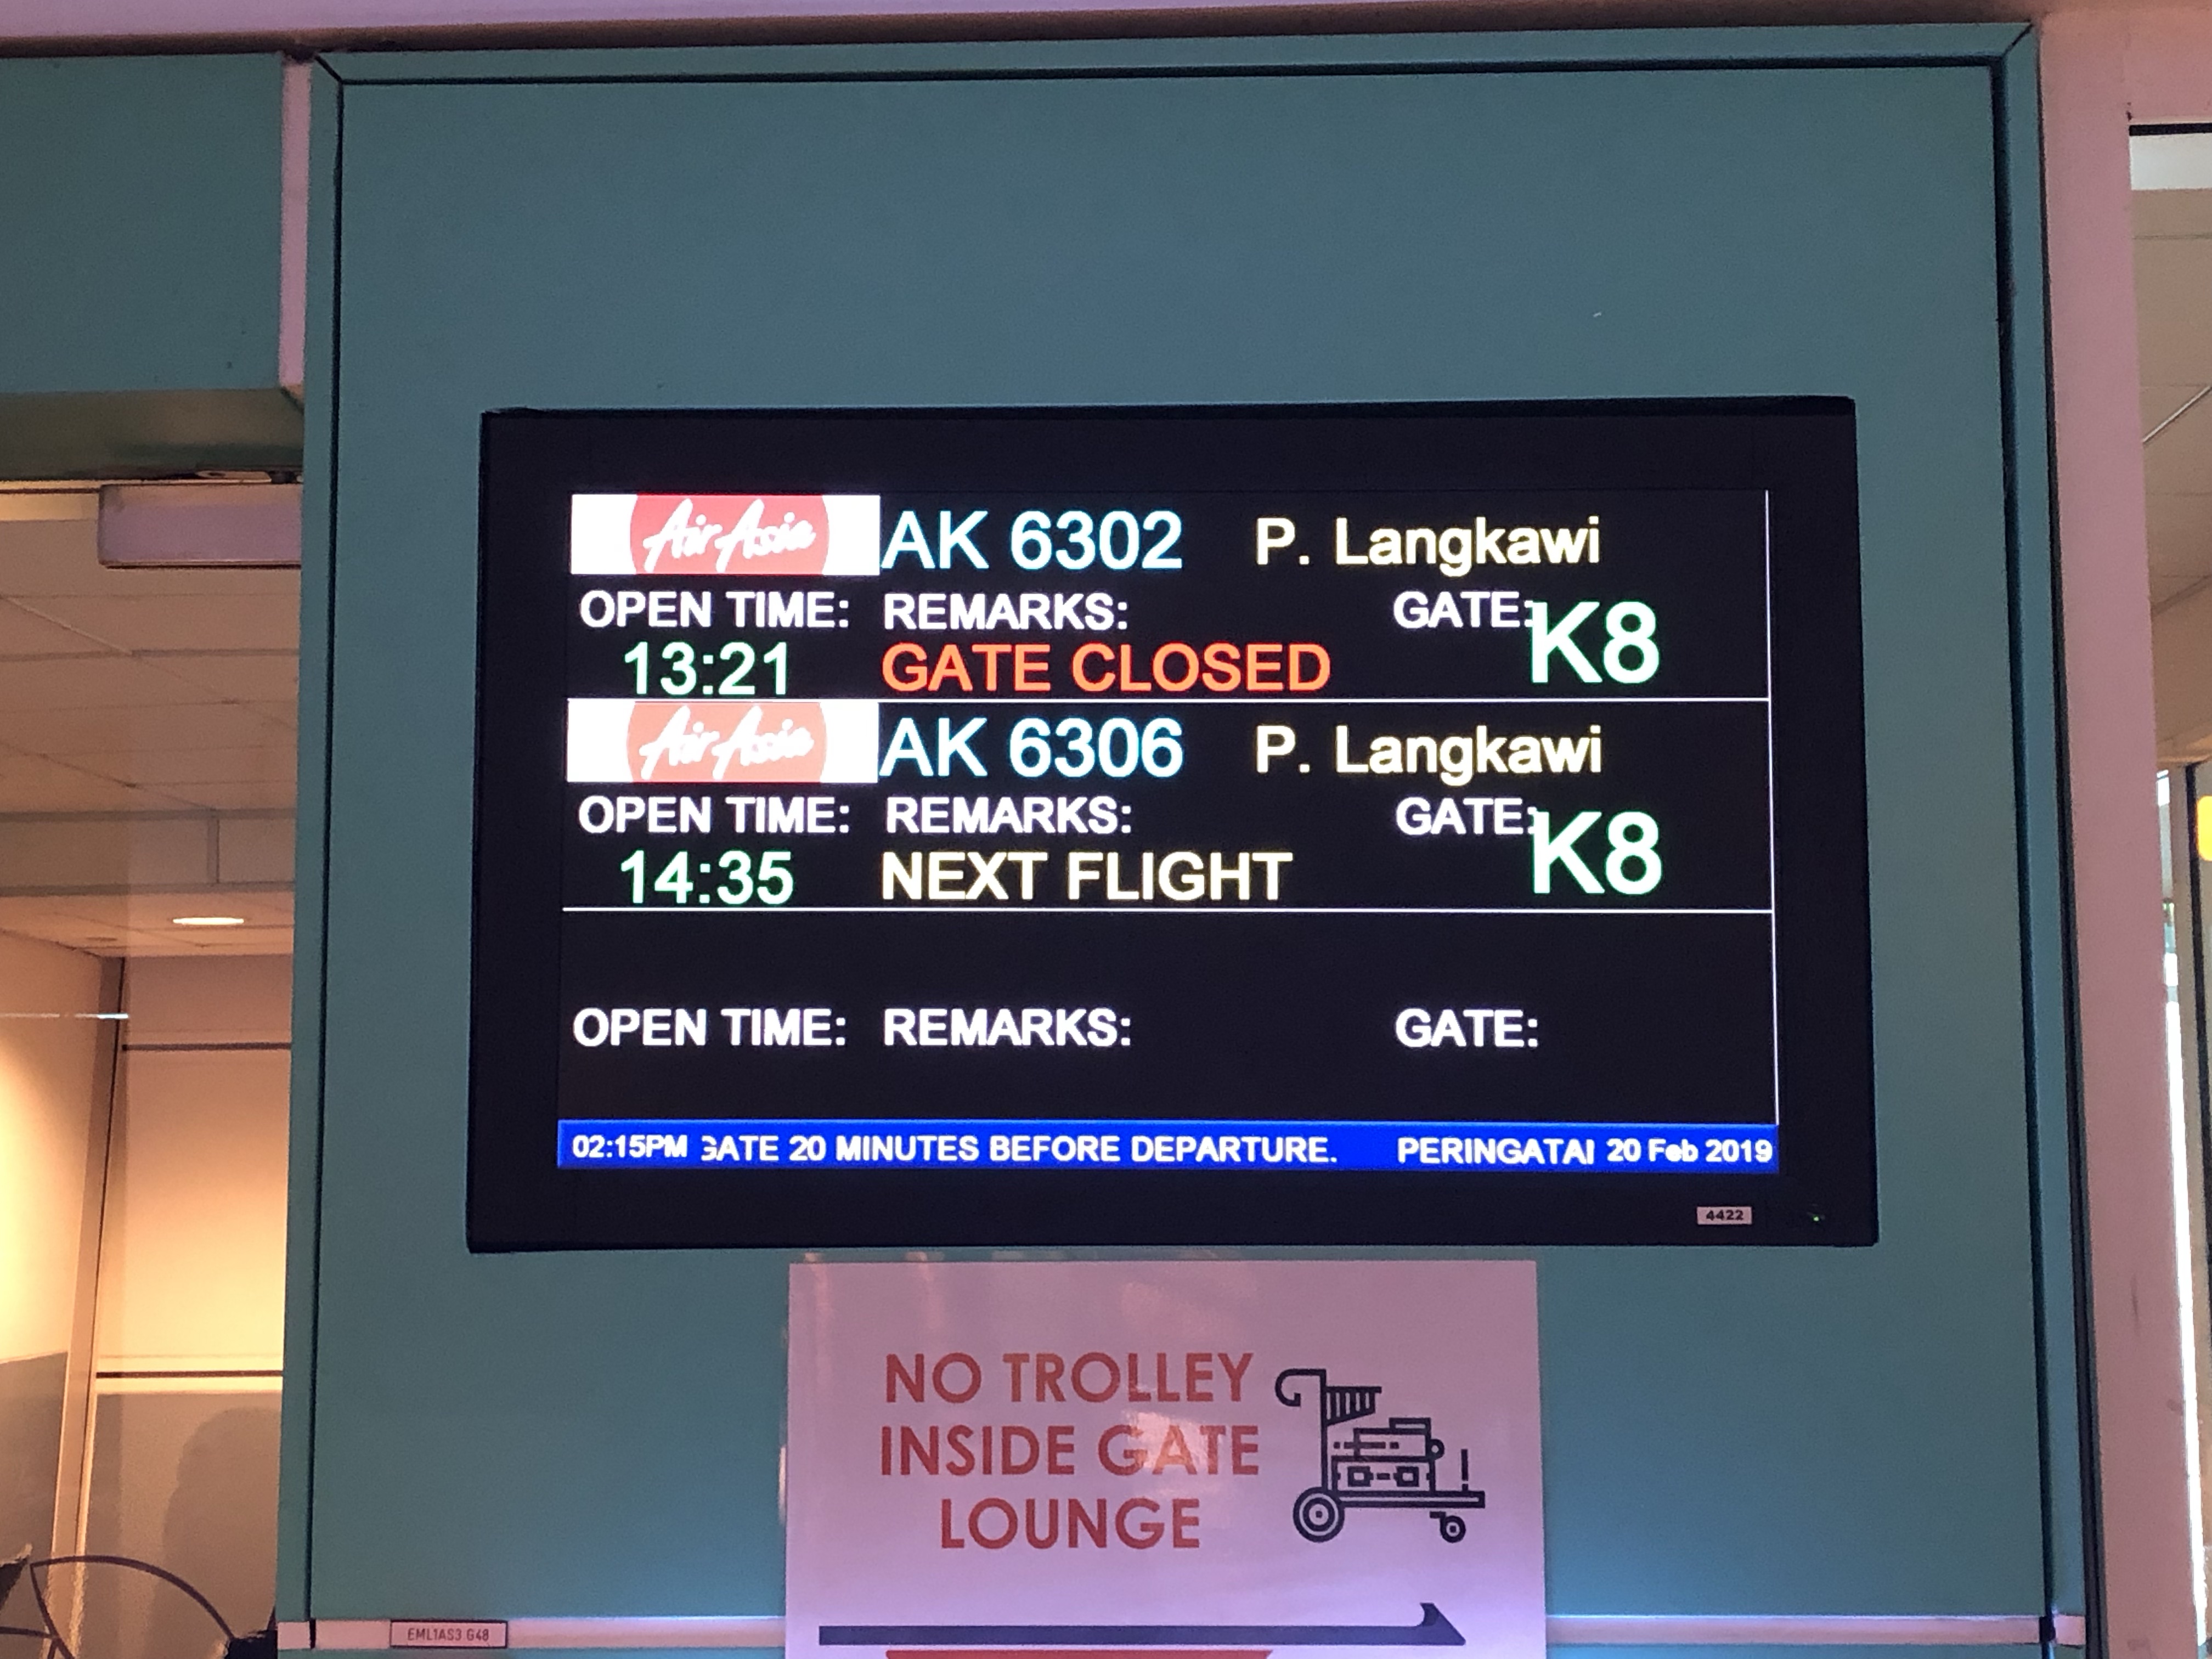 AirAsia AK 6302 P. Langkawi
OPEN TIME: REMARKS: GATE:
13:21 GATE CLOSED K8
AirAsia AK 6306 P. Langkawi
OPEN TIME: REMARKS: GATE:
14:35 NEXT FLIGHT K8
OPEN TIME: REMARKS: GATE:
02:15PM GATE 20 MINUTES BEFORE DEPARTURE. PERINGATAI 20 Feb 2019
4422
NO TROLLEY
INSIDE GATE
LOUNGE
EML1AS3 G48